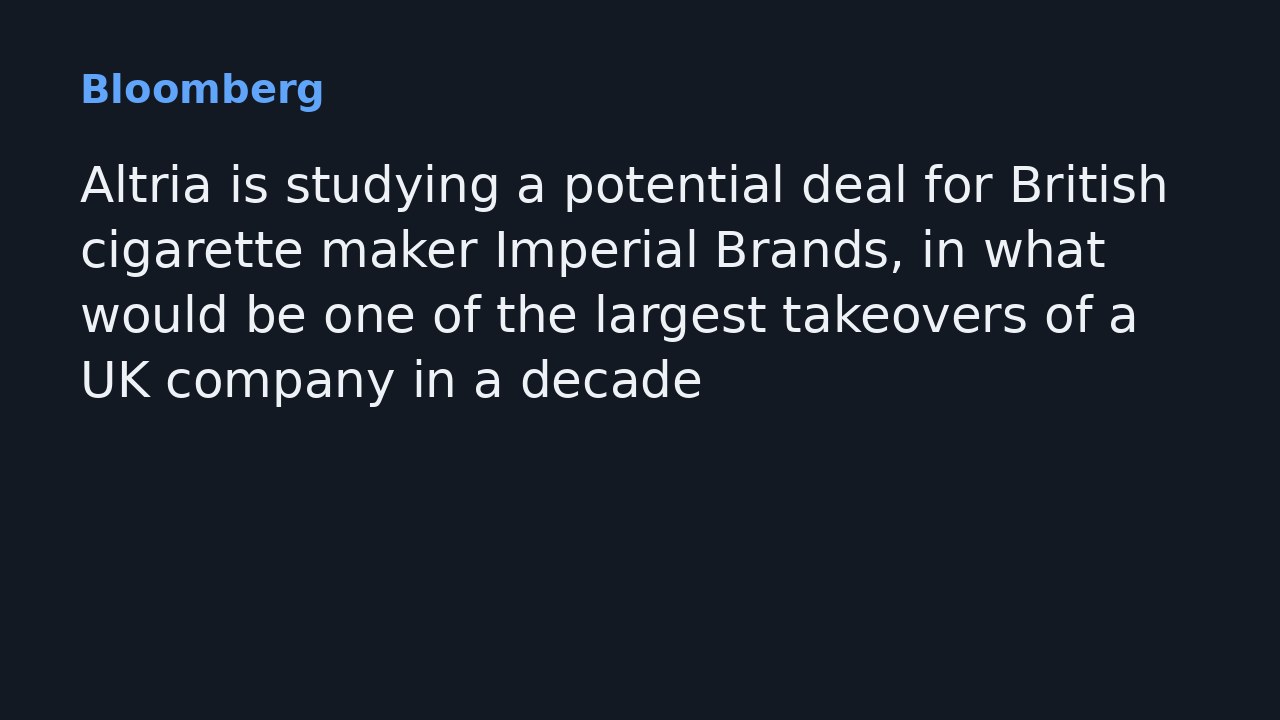 Bloomberg
Altria is studying a potential deal for British
cigarette maker Imperial Brands, in what
would be one of the largest takeovers of a
UK company in a decade